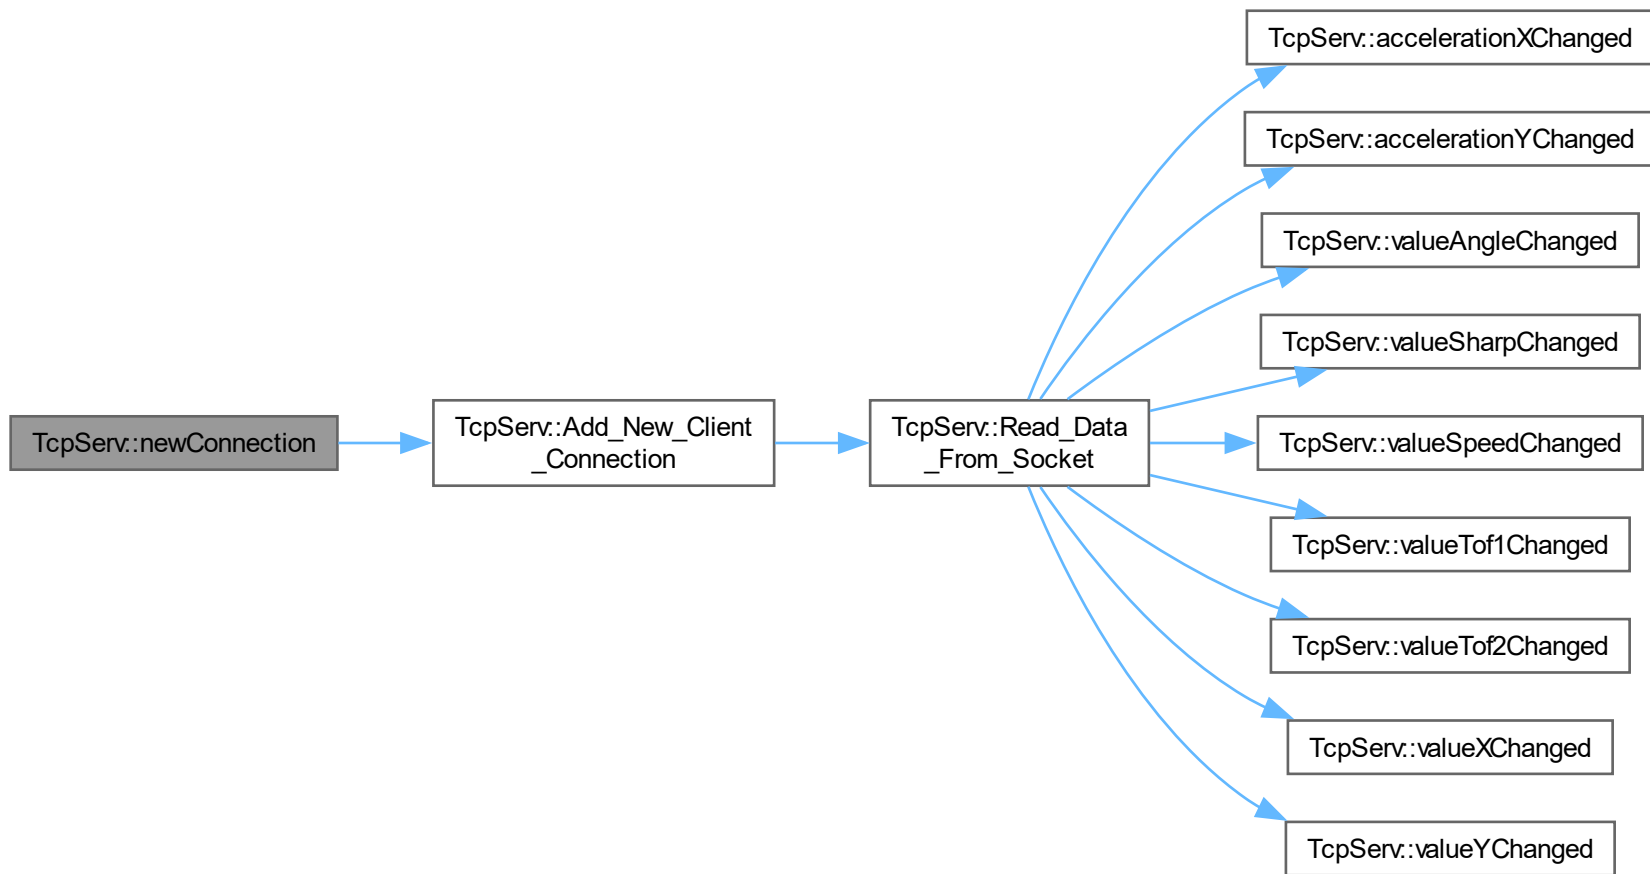 TcpServ::newConnection
TcpServ::Add_New_Client
_Connection
TcpServ::Read_Data
_From_Socket
TcpServ::accelerationXChanged
TcpServ::accelerationYChanged
TcpServ::valueAngleChanged
TcpServ::valueSharpChanged
TcpServ::valueSpeedChanged
TcpServ::valueTof1Changed
TcpServ::valueTof2Changed
TcpServ::valueXChanged
TcpServ::valueYChanged